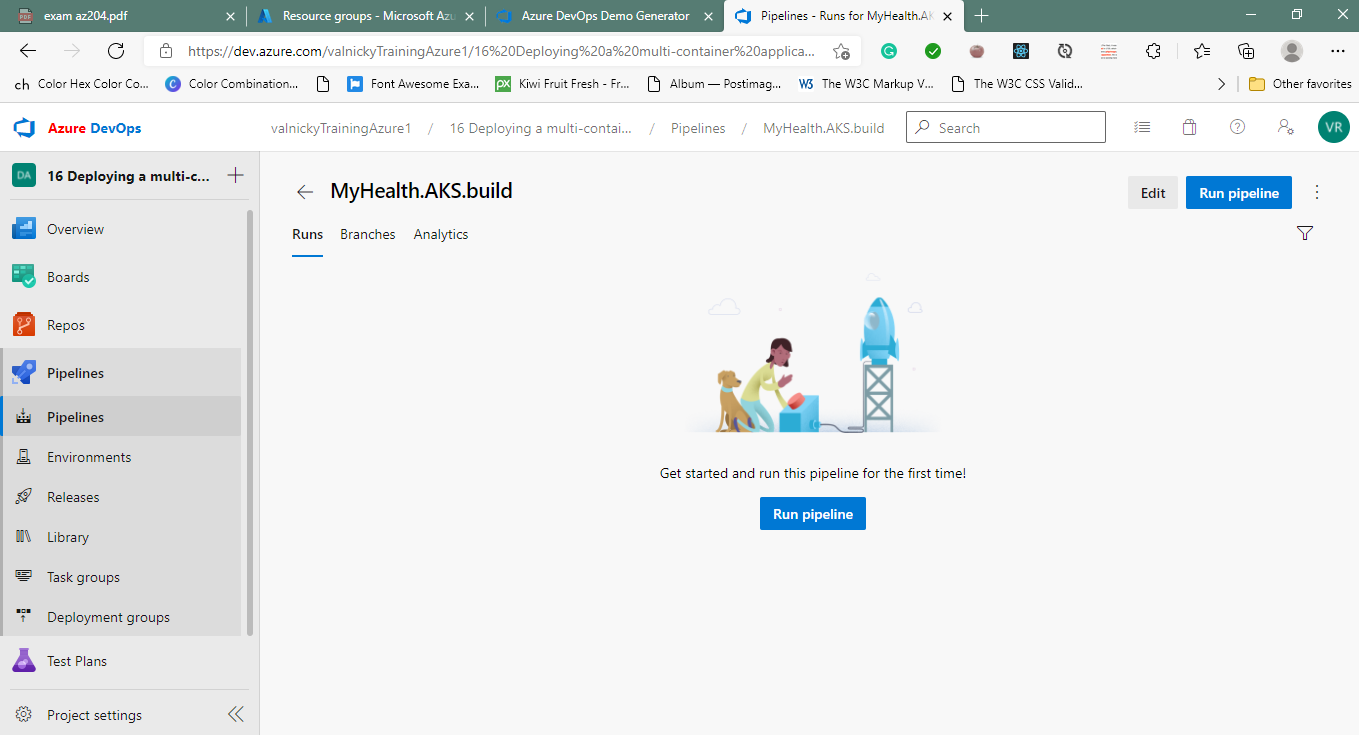 exam az204.pdf
Resource groups - Microsoft Azu
Azure DevOps Demo Generator
Pipelines - Runs for MyHealth.AK
https://dev.azure.com/valnickyTrainingAzure1/16%20Deploying%20a%20multi-container%20applica...
ch Color Hex Color Co...
Color Combination...
Font Awesome Exa...
px Kiwi Fruit Fresh - Fr...
Album — Postimag...
W3 The W3C Markup V...
The W3C CSS Valid...
Other favorites
Azure DevOps
valnickyTrainingAzure1 / 16 Deploying a multi-contai... / Pipelines / MyHealth.AKS.build
Search
VR
DA 16 Deploying a multi-c...
Overview
Boards
Repos
Pipelines
Pipelines
Environments
Releases
Library
Task groups
Deployment groups
Test Plans
Project settings
MyHealth.AKS.build
Edit
Run pipeline
Runs Branches Analytics
Get started and run this pipeline for the first time!
Run pipeline